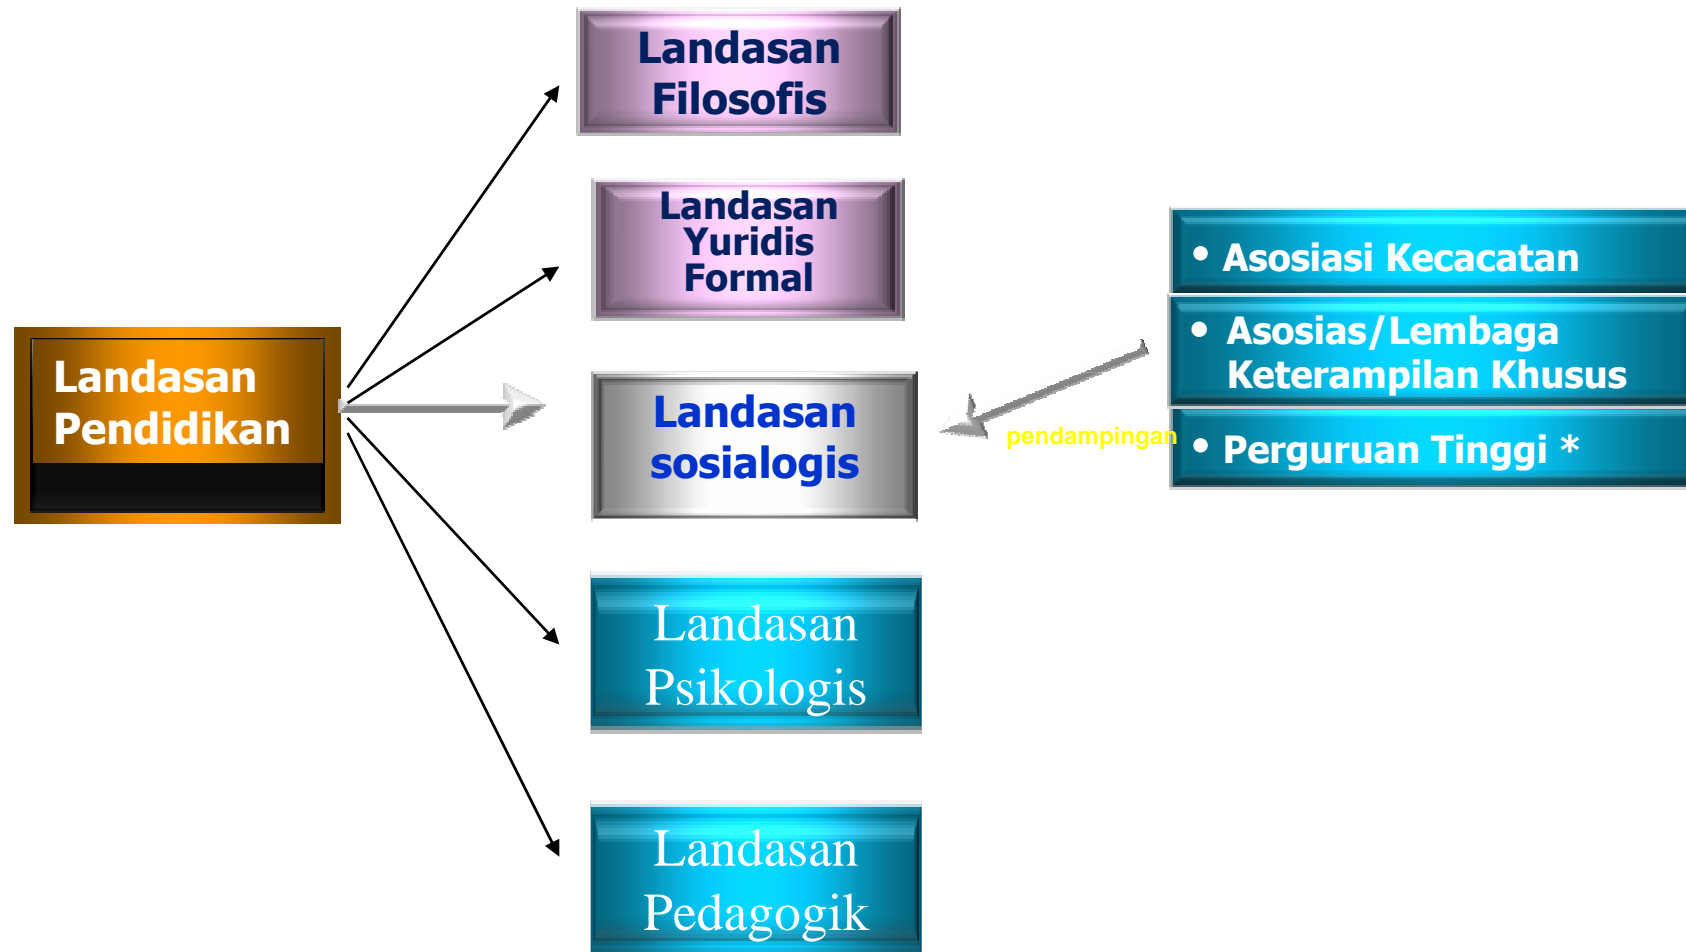 Landasan
Filosofis
Landasan
Yuridis
Formal
Landasan
Pendidikan
Landasan
sosialogis
pendampingan
• Asosiasi Kecacatan
• Asosias/Lembaga
Keterampilan Khusus
• Perguruan Tinggi *
Landasan
Psikologis
Landasan
Pedagogik